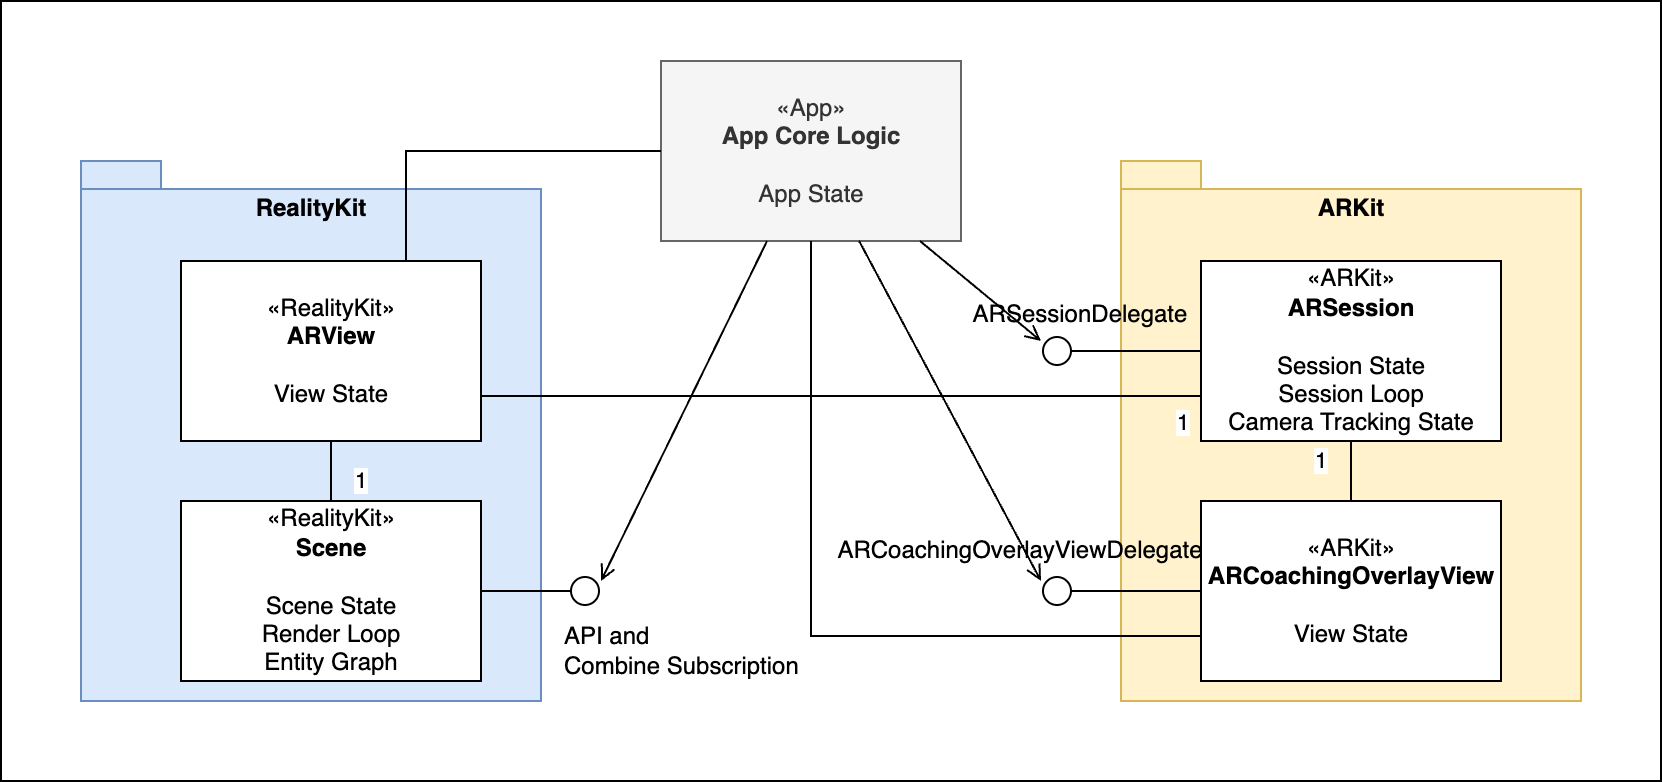 «App»
App Core Logic
App State
RealityKit
«RealityKit»
ARView
View State
1
«RealityKit»
Scene
Scene State
Render Loop
Entity Graph
API and
Combine Subscription
ARSessionDelegate
ARCoachingOverlayViewDelegate
ARKit
«ARKit»
ARSession
Session State
Session Loop
Camera Tracking State
1
1
«ARKit»
ARCoachingOverlayView
View State